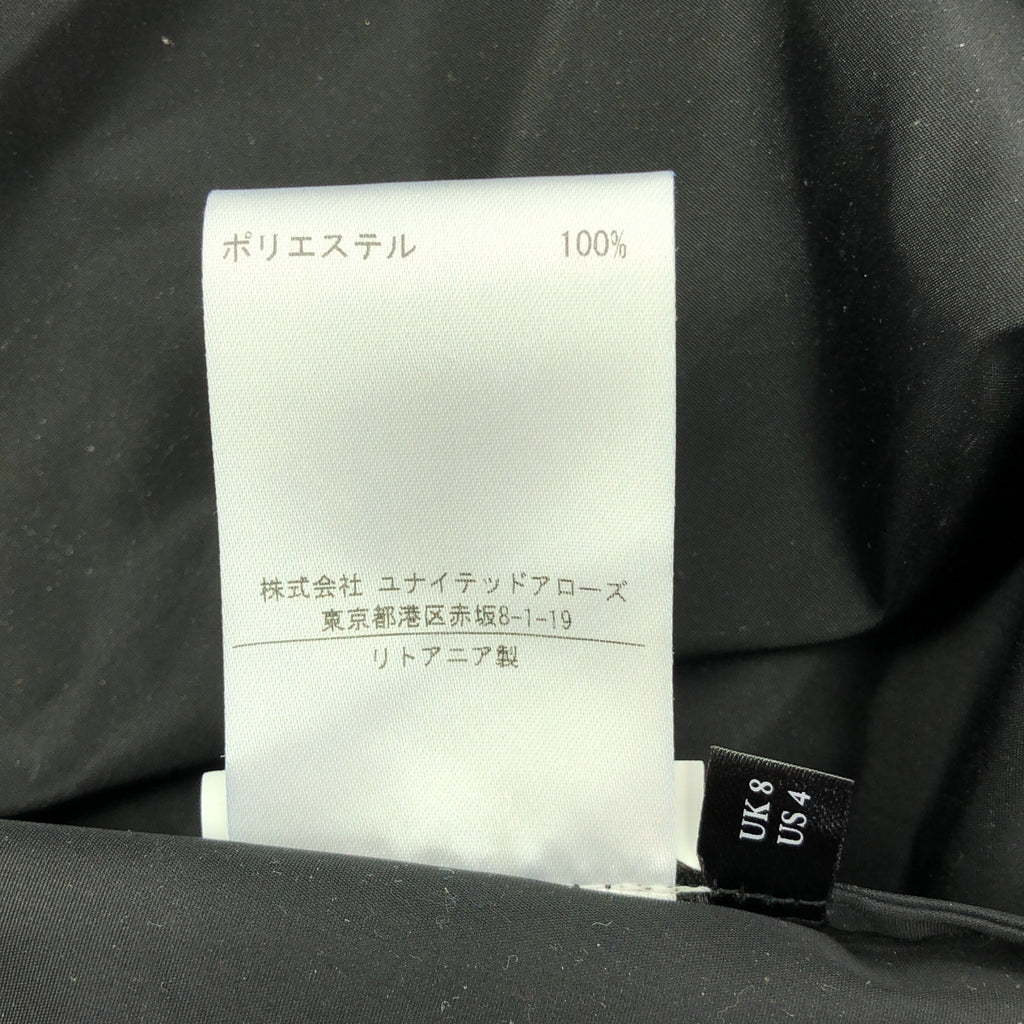 ポリエステル 100%
株式会社 ユナイテッドアローズ
東京都港区赤坂8-1-19
リトアニア製
UK 8
US 4